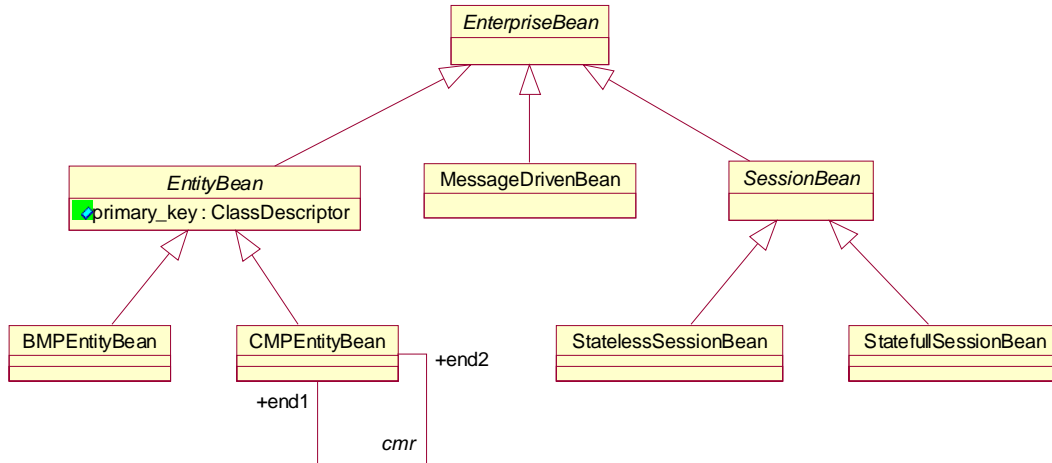 EnterpriseBean
EntityBean
primary_key : ClassDescriptor
MessageDrivenBean
SessionBean
BMPEntityBean
CMPEntityBean
StatelessSessionBean
StatefullSessionBean
+end2
+end1
cmr